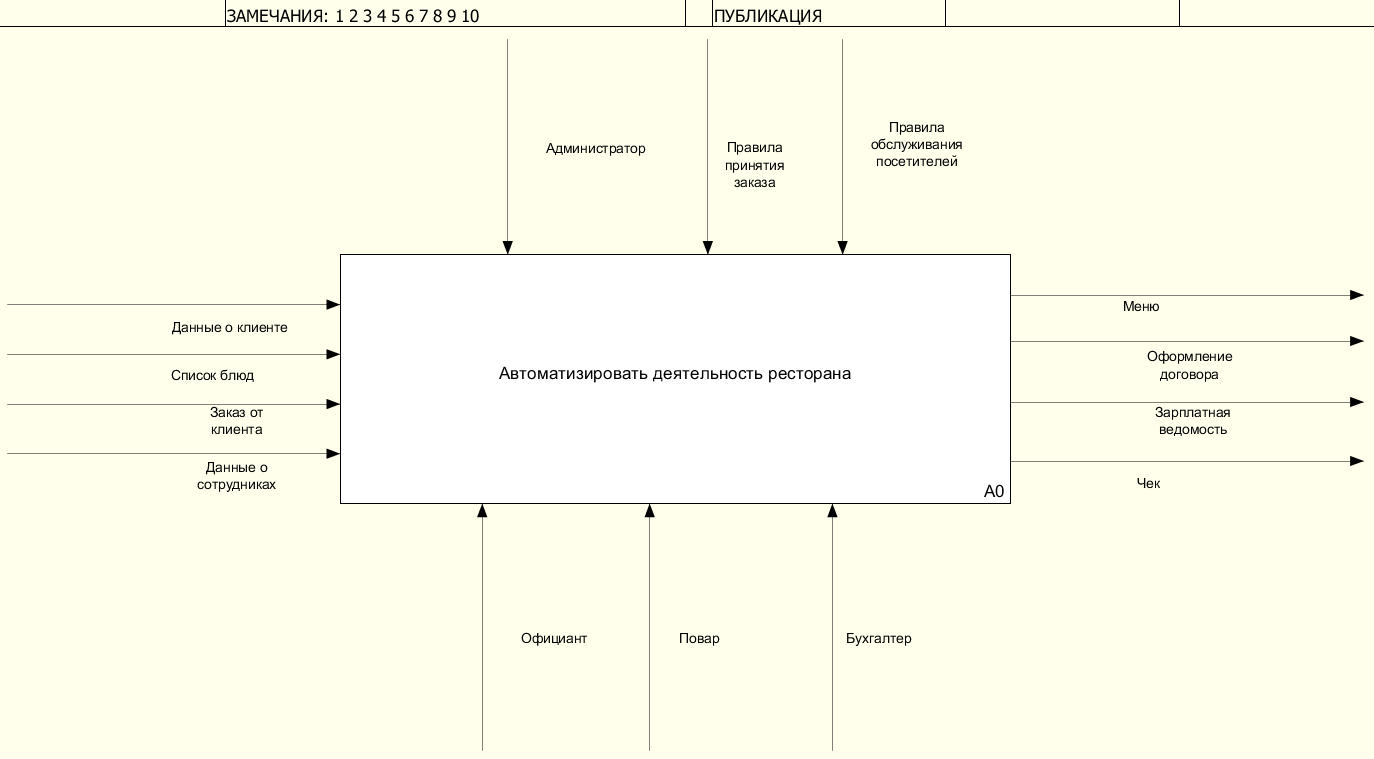 ЗАМЕЧАНИЯ: 1 2 3 4 5 6 7 8 9 10
ПУБЛИКАЦИЯ
Администратор
Правила
принятия
заказа
Правила
обслуживания
посетителей
Данные о клиенте
Список блюд
Заказ от
клиента
Данные о
сотрудниках
Автоматизировать деятельность ресторана
A0
Меню
Оформление
договора
Зарплатная
ведомость
Чек
Официант
Повар
Бухгалтер